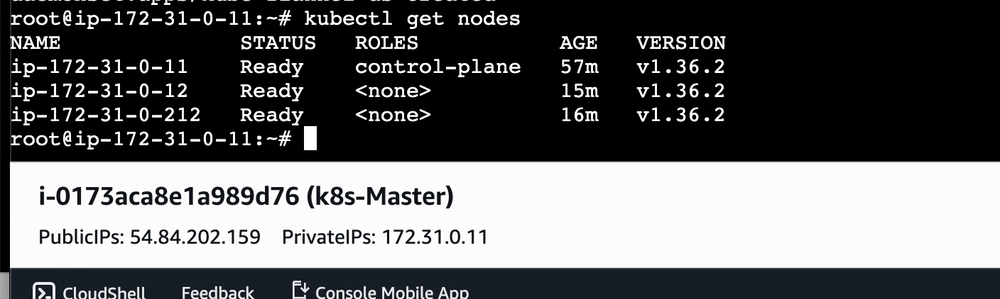 root@ip-172-31-0-11:~# kubectl get nodes
NAME STATUS ROLES AGE VERSION
ip-172-31-0-11 Ready control-plane 57m v1.36.2
ip-172-31-0-12 Ready <none> 15m v1.36.2
ip-172-31-0-212 Ready <none> 16m v1.36.2
root@ip-172-31-0-11:~#
i-0173aca8e1a989d76 (k8s-Master)
PublicIPs: 54.84.202.159 PrivateIPs: 172.31.0.11
CloudShell Feedback Console Mobile App